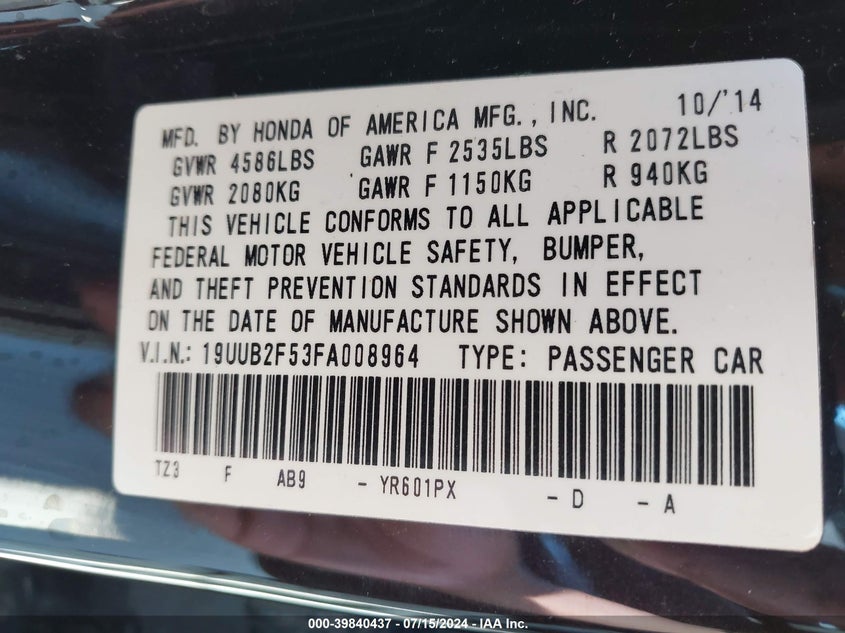 MFD. BY HONDA OF AMERICA MFG., INC. 10/'14
GVWR 4586LBS GAWR F 2535LBS R 2072LBS
GVWR 2080KG GAWR F 1150KG R 940KG
THIS VEHICLE CONFORMS TO ALL APPLICABLE
FEDERAL MOTOR VEHICLE SAFETY, BUMPER,
AND THEFT PREVENTION STANDARDS IN EFFECT
ON THE DATE OF MANUFACTURE SHOWN ABOVE.
V.I.N.: 19UUB2F53FA008964 TYPE: PASSENGER CAR
TZ3 F AB9 - YR601PX - D - A
000-39840437 - 07/15/2024 - IAA Inc.